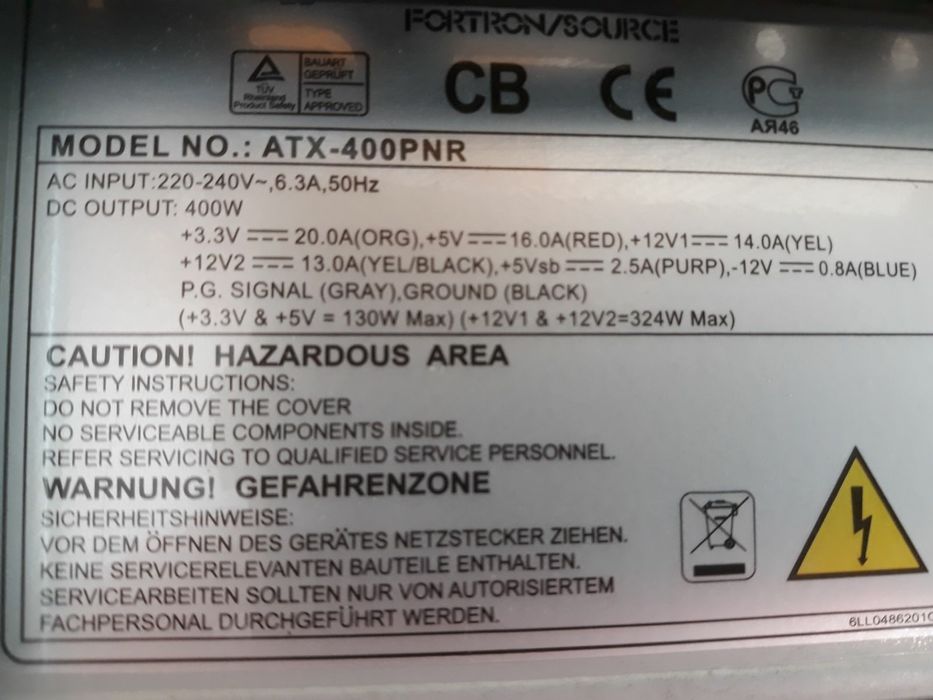 FORTRON/SOURCE
TÜV
Rheinland
Product Safety
BAUART
GEPRÜFT
TYPE
APPROVED
CB CE PC
АЯ46
MODEL NO.: ATX-400PNR
AC INPUT:220-240V~,6.3A,50Hz
DC OUTPUT: 400W
+3.3V ⎓ 20.0A(ORG),+5V ⎓ 16.0A(RED),+12V1 ⎓ 14.0A(YEL)
+12V2 ⎓ 13.0A(YEL/BLACK),+5Vsb ⎓ 2.5A(PURP),-12V ⎓ 0.8A(BLUE)
P.G. SIGNAL (GRAY),GROUND (BLACK)
(+3.3V & +5V = 130W Max) (+12V1 & +12V2=324W Max)
CAUTION! HAZARDOUS AREA
SAFETY INSTRUCTIONS:
DO NOT REMOVE THE COVER
NO SERVICEABLE COMPONENTS INSIDE.
REFER SERVICING TO QUALIFIED SERVICE PERSONNEL.
WARNUNG! GEFAHRENZONE
SICHERHEITSHINWEISE:
VOR DEM ÖFFNEN DES GERÄTES NETZSTECKER ZIEHEN.
KEINE SERVICERELEVANTEN BAUTEILE ENTHALTEN.
SERVICEARBEITEN SOLLTEN NUR VON AUTORISIERTEM
FACHPERSONAL DURCHGEFÜHRT WERDEN.
6LL04862010